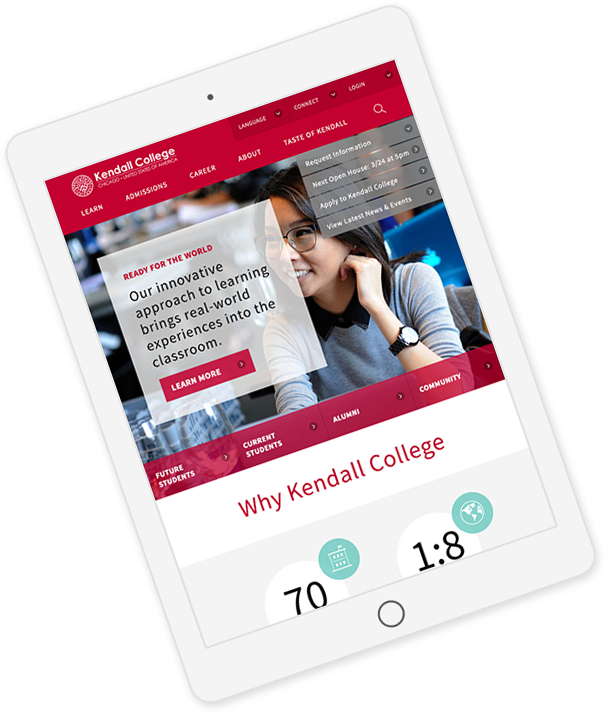 LANGUAGE
CONNECT
LOGIN
Kendall College
CHICAGO • UNITED STATES OF AMERICA
LEARN
ADMISSIONS
CAREER
ABOUT
TASTE OF KENDALL
Request Information
Next Open House: 3/24 at 5pm
Apply to Kendall College
View Latest News & Events
READY FOR THE WORLD
Our innovative
approach to learning
brings real-world
experiences into the
classroom.
LEARN MORE
FUTURE
STUDENTS
CURRENT
STUDENTS
ALUMNI
COMMUNITY
Why Kendall College
70
1:8